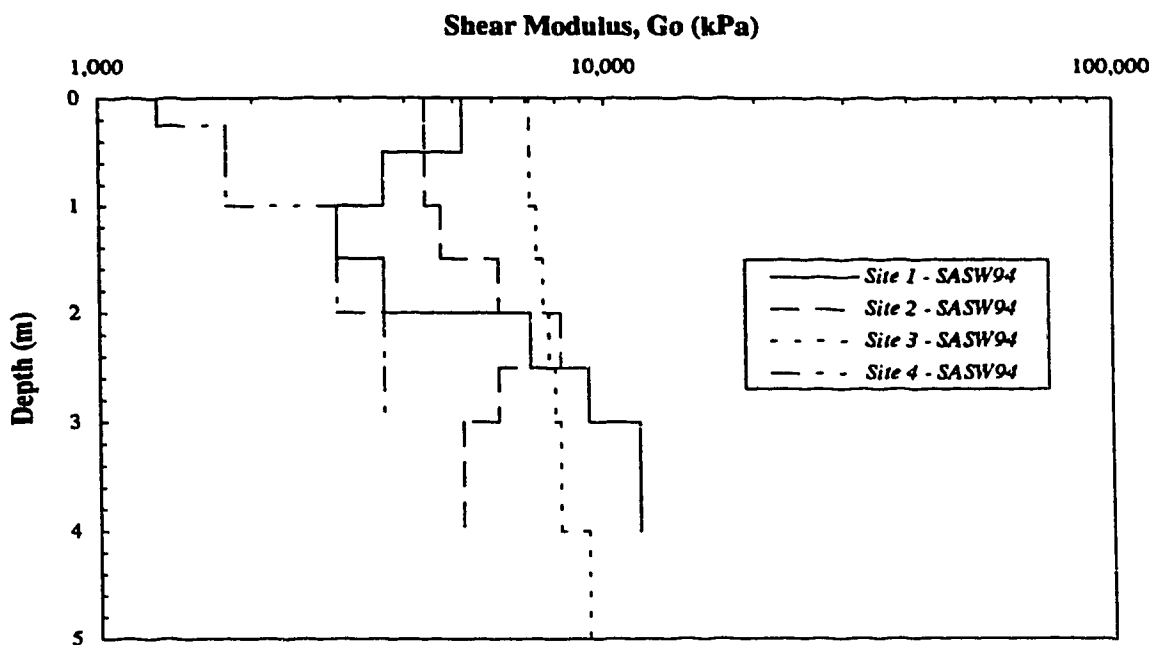 Shear Modulus, Go (kPa)
1,000 10,000 100,000
0
1
2
3
4
5
Depth (m)
Site 1 - SASW94
Site 2 - SASW94
Site 3 - SASW94
Site 4 - SASW94